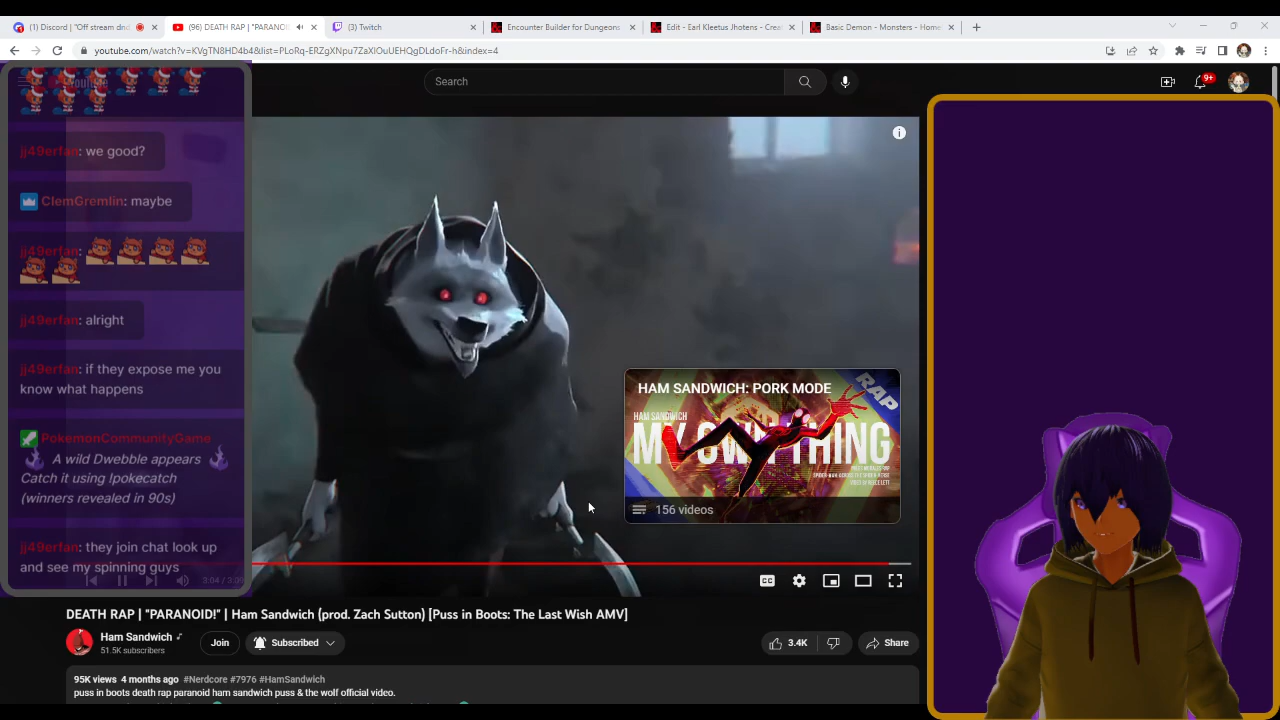 (1) Discord | "Off stream dnd
(96) DEATH RAP | "PARANOI
(3) Twitch
Encounter Builder for Dungeons
Edit - Earl Kleetus Jhotens - Crea
Basic Demon - Monsters - Home
youtube.com/watch?v=KVgTN8HD4b4&list=PLoRq-ERZgXNpu7ZaXIOuUEHQgDLdoFr-h&index=4
Search
9+
jj49erfan: we good?
ClemGremlin: maybe
jj49erfan:
jj49erfan: alright
jj49erfan: if they expose me you
know what happens
PokemonCommunityGame
A wild Dwebble appears
Catch it using !pokecatch
(winners revealed in 90s)
jj49erfan: they join chat look up
and see my spinning guys
HAM SANDWICH: PORK MODE
RAP
HAM SANDWICH
MY OWN THING
156 videos
CC
DEATH RAP | "PARANOID!" | Ham Sandwich (prod. Zach Sutton) [Puss in Boots: The Last Wish AMV]
Ham Sandwich
51.5K subscribers
Join
Subscribed
3.4K
Share
95K views 4 months ago #Nerdcore #7976 #HamSandwich
puss in boots death rap paranoid ham sandwich puss & the wolf official video.